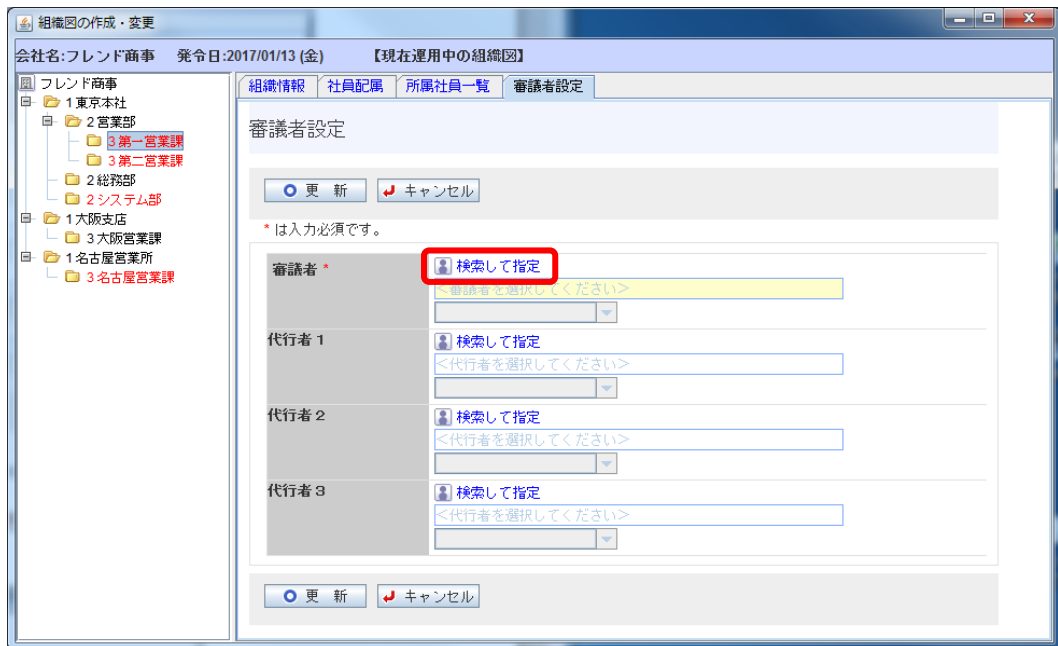 組織図の作成・変更
会社名:フレンド商事 発令日:2017/01/13 (金) 【現在運用中の組織図】
フレンド商事
1 東京本社
2 営業部
3 第一営業課
3 第二営業課
2 総務部
2 システム部
1 大阪支店
3 大阪営業課
1 名古屋営業所
3 名古屋営業課
組織情報 社員配属 所属社員一覧 審議者設定
審議者設定
更 新 キャンセル
* は入力必須です。
審議者 * 検索して指定
<審議者を選択してください>
代行者 1 検索して指定
<代行者を選択してください>
代行者 2 検索して指定
<代行者を選択してください>
代行者 3 検索して指定
<代行者を選択してください>
更 新 キャンセル